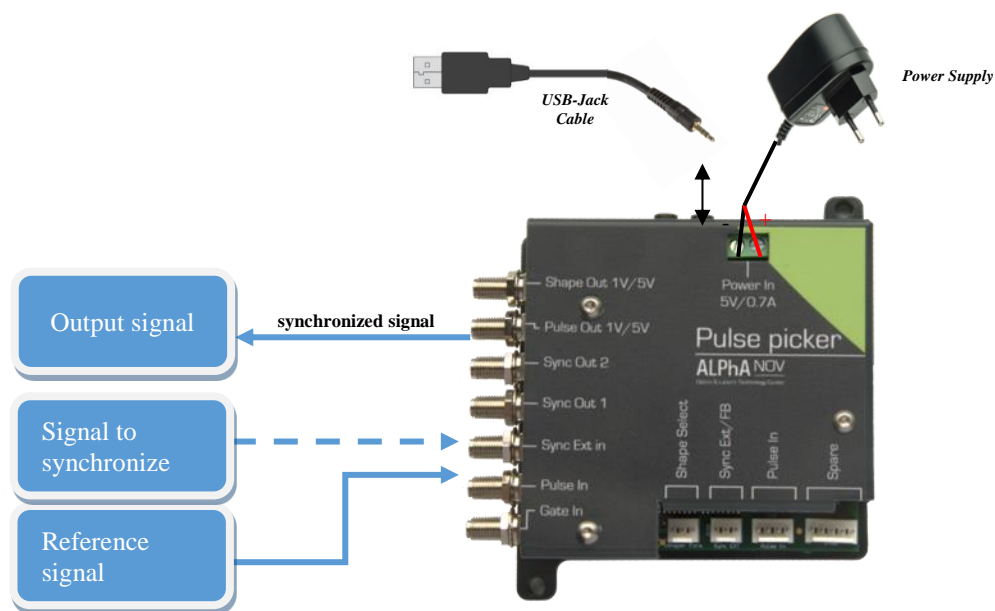 USB-Jack
Cable
Power Supply
-
+
Power In
5V/0.7A
Shape Out 1V/5V
Pulse Out 1V/5V
Sync Out 2
Sync Out 1
Sync Ext in
Pulse In
Gate In
Pulse picker
ALPhA NOV
Shape Select
Sync Ext/FB
Pulse In
Spare
Output signal
synchronized signal
Signal to
synchronize
Reference
signal